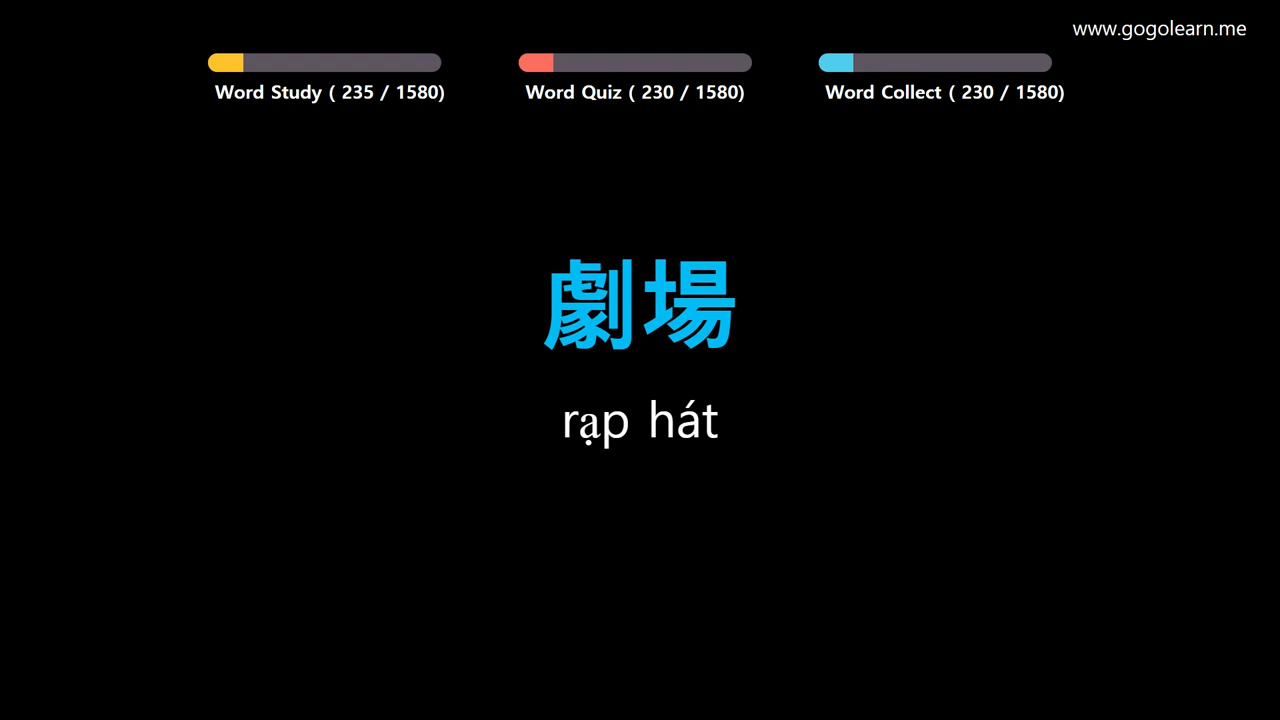 www.gogolearn.me
Word Study ( 235 / 1580)
Word Quiz ( 230 / 1580)
Word Collect ( 230 / 1580)
劇場
rạp hát